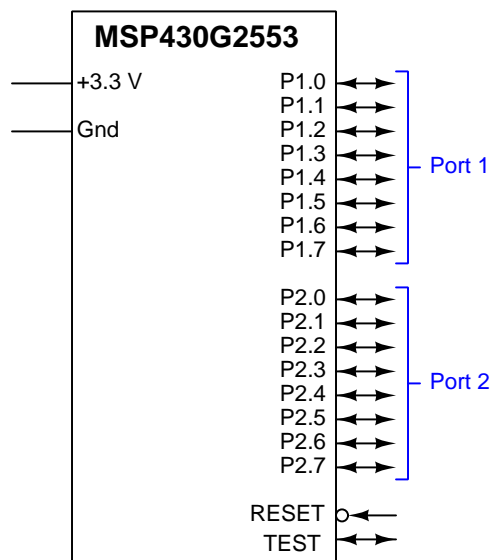 MSP430G2553
+3.3 V
Gnd
P1.0
P1.1
P1.2
P1.3
P1.4
P1.5
P1.6
P1.7
Port 1
P2.0
P2.1
P2.2
P2.3
P2.4
P2.5
P2.6
P2.7
Port 2
RESET
TEST